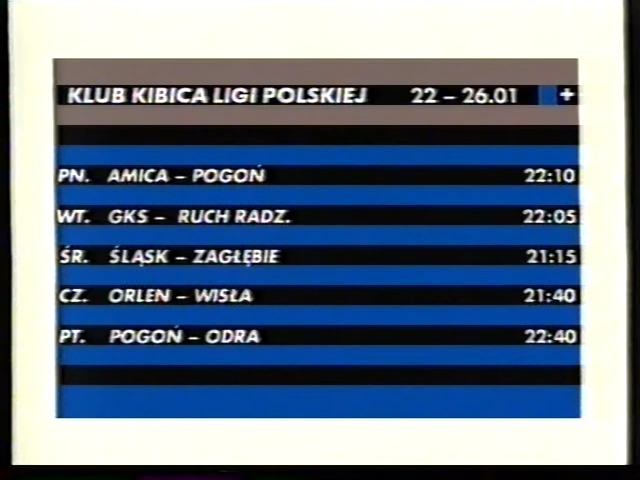 KLUB KIBICA LIGI POLSKIEJ 22 – 26.01 +
PN. AMICA – POGOŃ 22:10
WT. GKS – RUCH RADZ. 22:05
ŚR. ŚLĄSK – ZAGŁĘBIE 21:15
CZ. ORLEN – WISŁA 21:40
PT. POGOŃ – ODRA 22:40